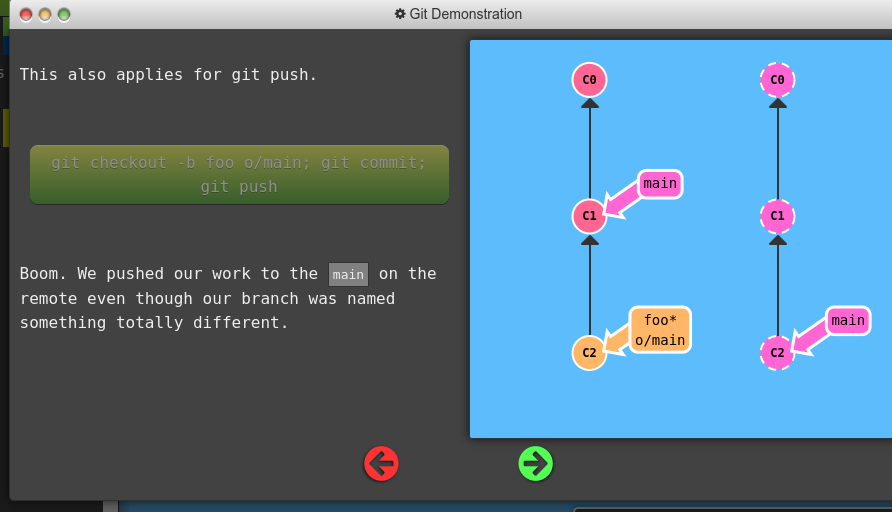 Git Demonstration
This also applies for git push.
git checkout -b foo o/main; git commit;
git push
Boom. We pushed our work to the main on the
remote even though our branch was named
something totally different.
C0
C0
main
C1
C1
foo*
o/main
main
C2
C2